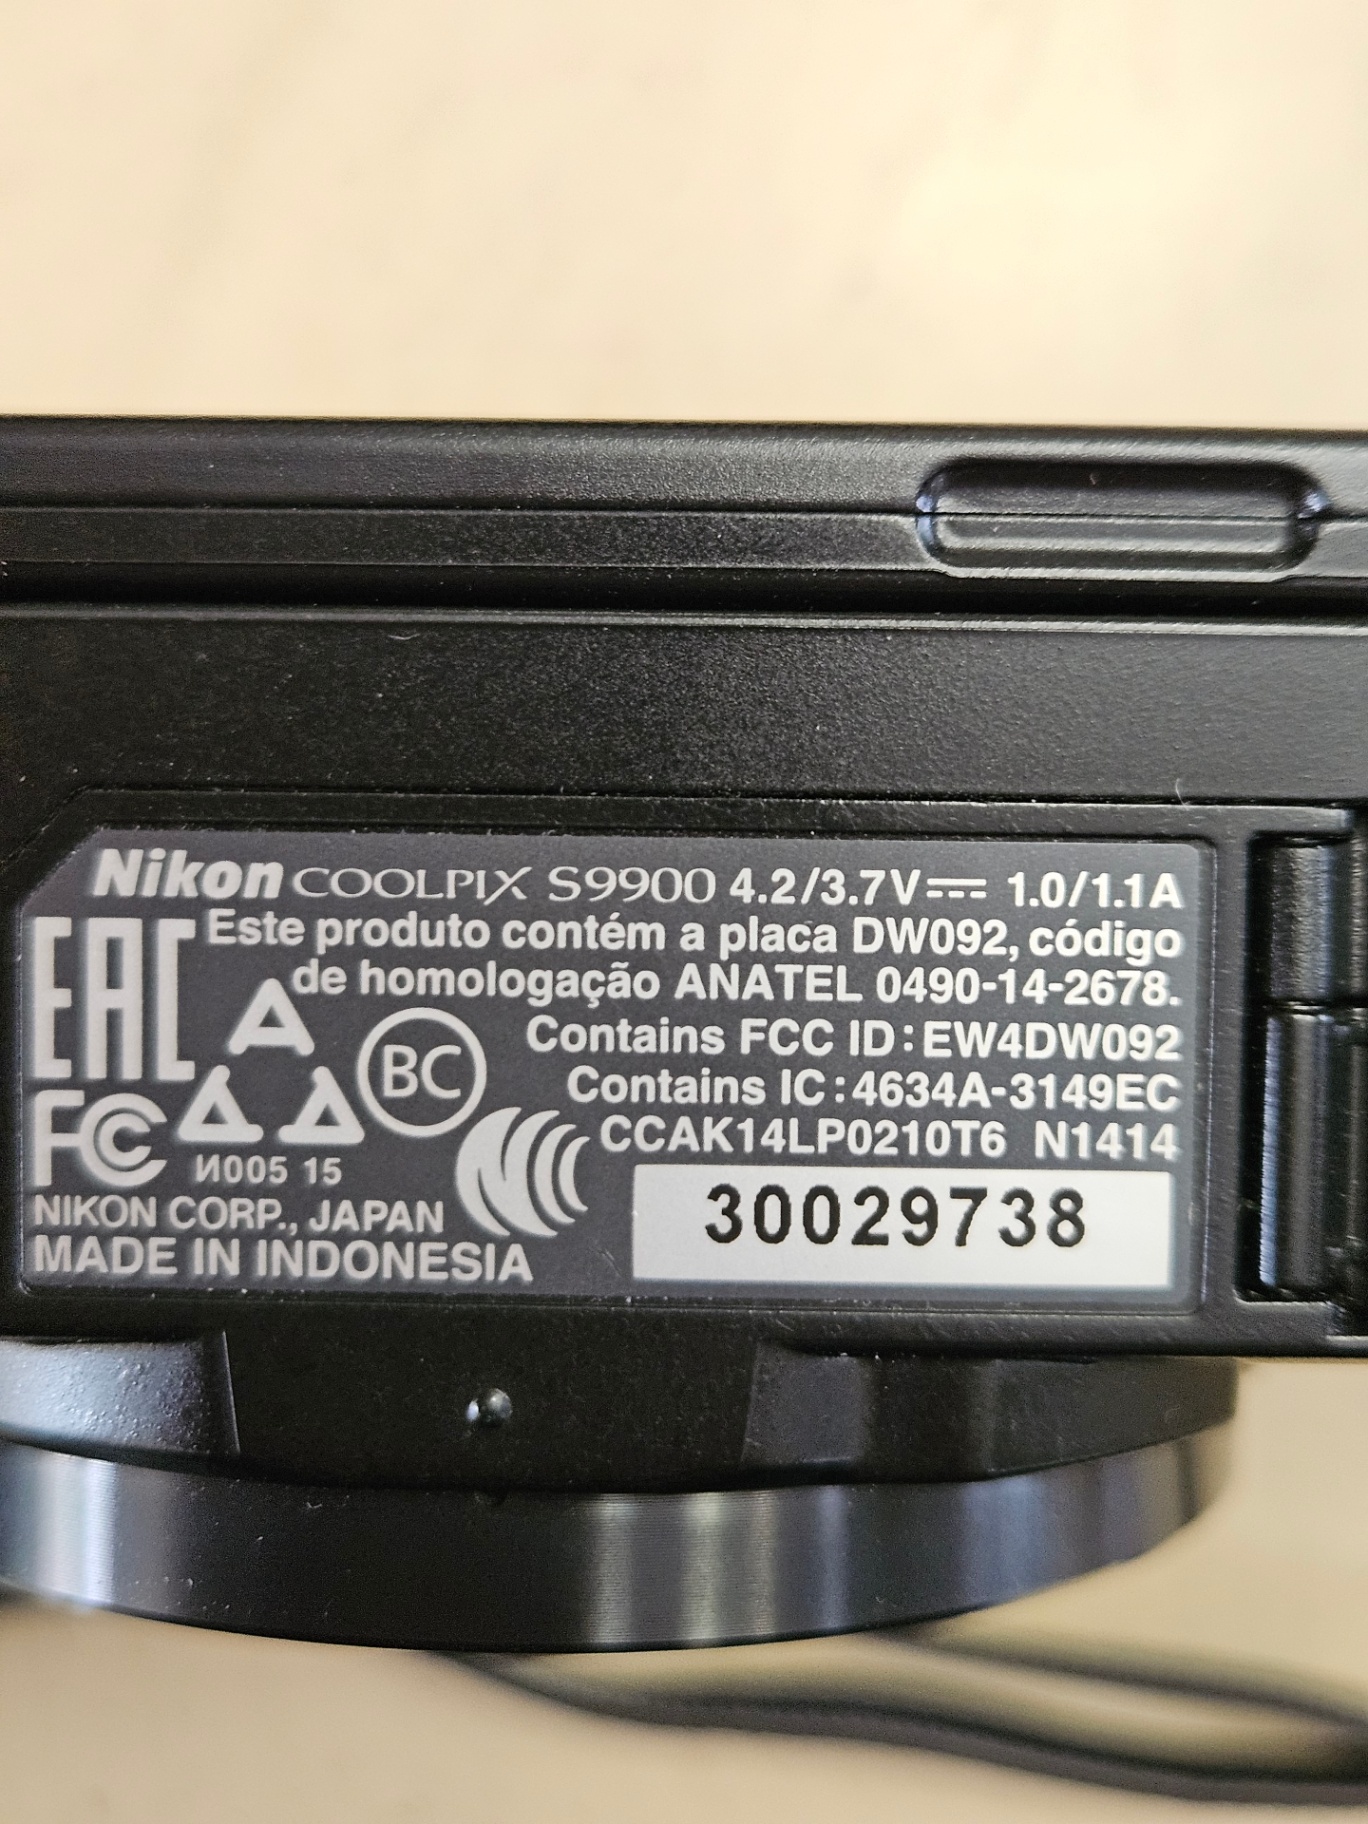 Nikon COOLPIX S9900 4.2/3.7V⎓ 1.0/1.1A
EAC
Este produto contém a placa DW092, código
de homologação ANATEL 0490-14-2678.
Contains FCC ID:EW4DW092
BC
Contains IC:4634A-3149EC
FC
CCAK14LP0210T6 N1414
И005 15
30029738
NIKON CORP., JAPAN
MADE IN INDONESIA